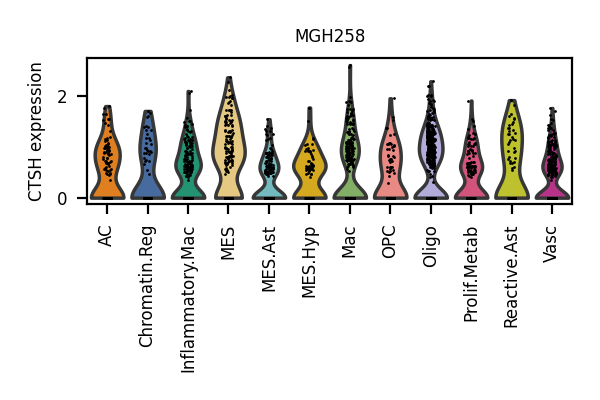 MGH258
CTSH expression
2
0
AC
Chromatin.Reg
Inflammatory.Mac
MES
MES.Ast
MES.Hyp
Mac
OPC
Oligo
Prolif.Metab
Reactive.Ast
Vasc